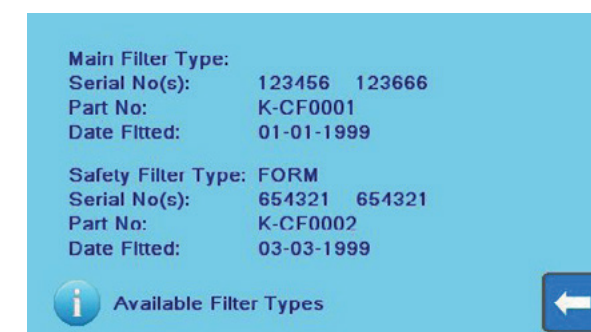 Main Filter Type:
Serial No(s): 123456 123666
Part No: K-CF0001
Date Fitted: 01-01-1999
Safety Filter Type: FORM
Serial No(s): 654321 654321
Part No: K-CF0002
Date Fitted: 03-03-1999
i Available Filter Types